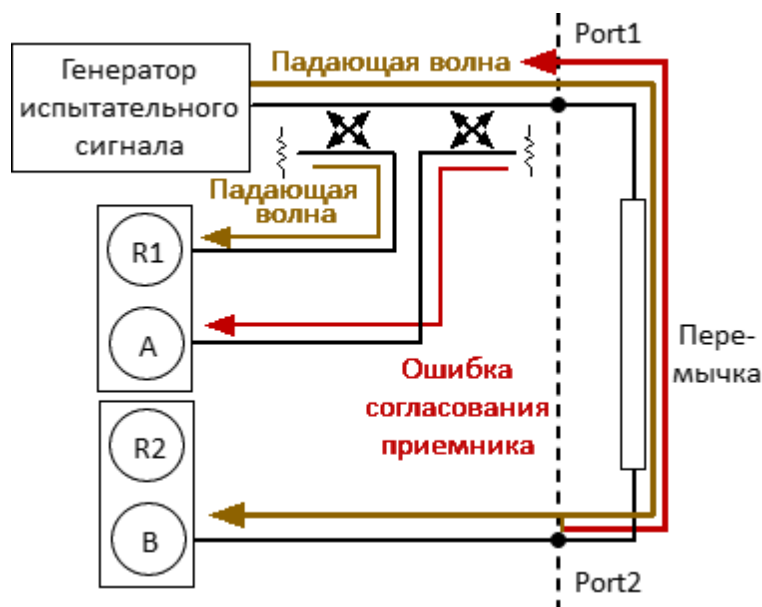 Port1
Генератор
испытательного
сигнала
Падающая волна
Падающая
волна
R1
A
Пере-
мычка
Ошибка
согласования
приемника
R2
B
Port2